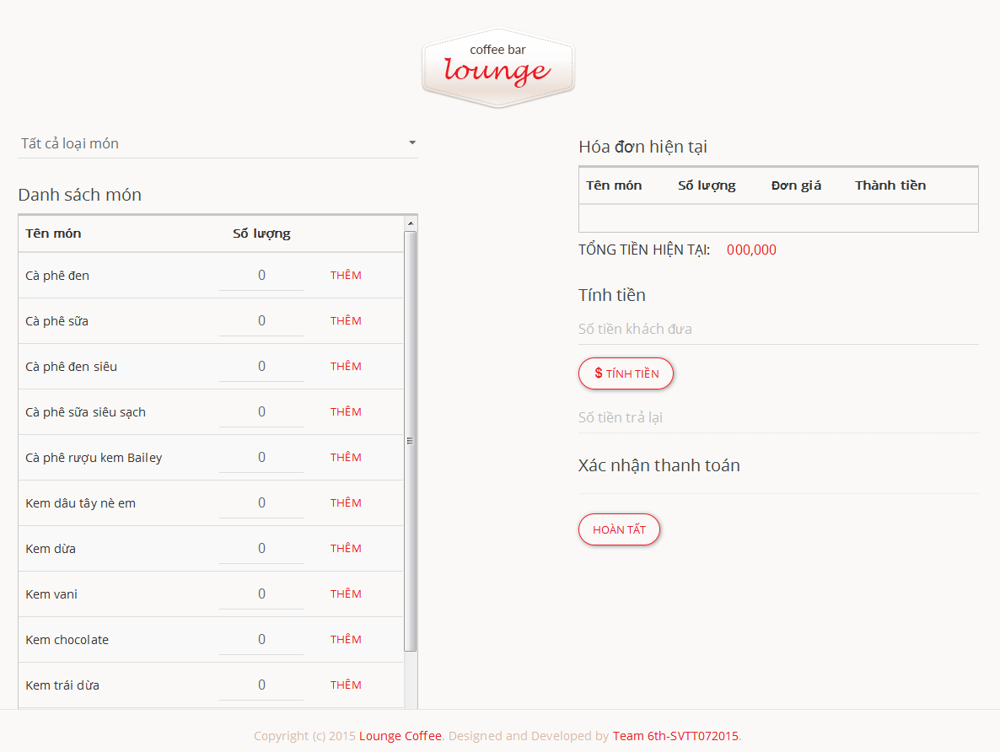 coffee bar
lounge
Tất cả loại món
Danh sách món
Tên món Số lượng
Cà phê đen 0 THÊM
Cà phê sữa 0 THÊM
Cà phê đen siêu 0 THÊM
Cà phê sữa siêu sạch 0 THÊM
Cà phê rượu kem Bailey 0 THÊM
Kem dâu tây nè em 0 THÊM
Kem dừa 0 THÊM
Kem vani 0 THÊM
Kem chocolate 0 THÊM
Kem trái dừa 0 THÊM
Hóa đơn hiện tại
Tên món Số lượng Đơn giá Thành tiền
TỔNG TIỀN HIỆN TẠI: 000,000
Tính tiền
Số tiền khách đưa
$ TÍNH TIỀN
Số tiền trả lại
Xác nhận thanh toán
HOÀN TẤT
Copyright (c) 2015 Lounge Coffee. Designed and Developed by Team 6th-SVTT072015.